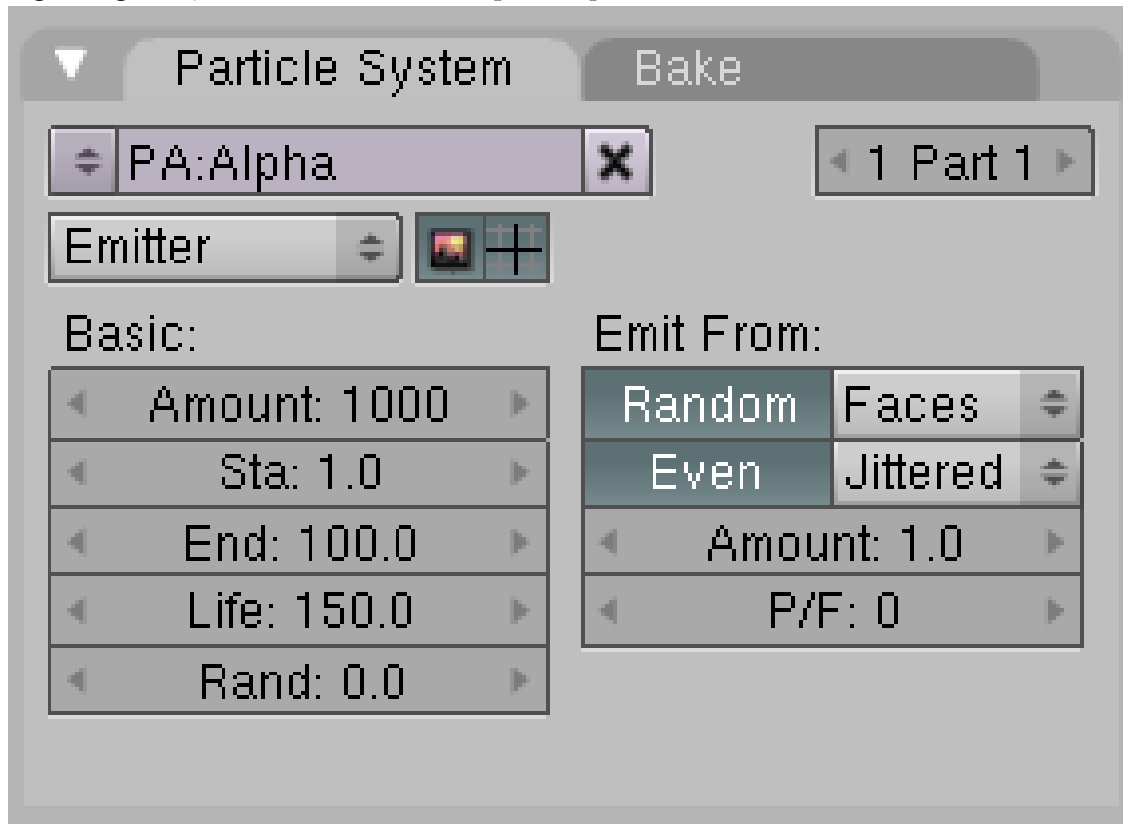 Particle System Bake
PA:Alpha 1 Part 1
Emitter
Basic: Emit From:
Amount: 1000 Random Faces
Sta: 1.0 Even Jittered
End: 100.0 Amount: 1.0
Life: 150.0 P/F: 0
Rand: 0.0